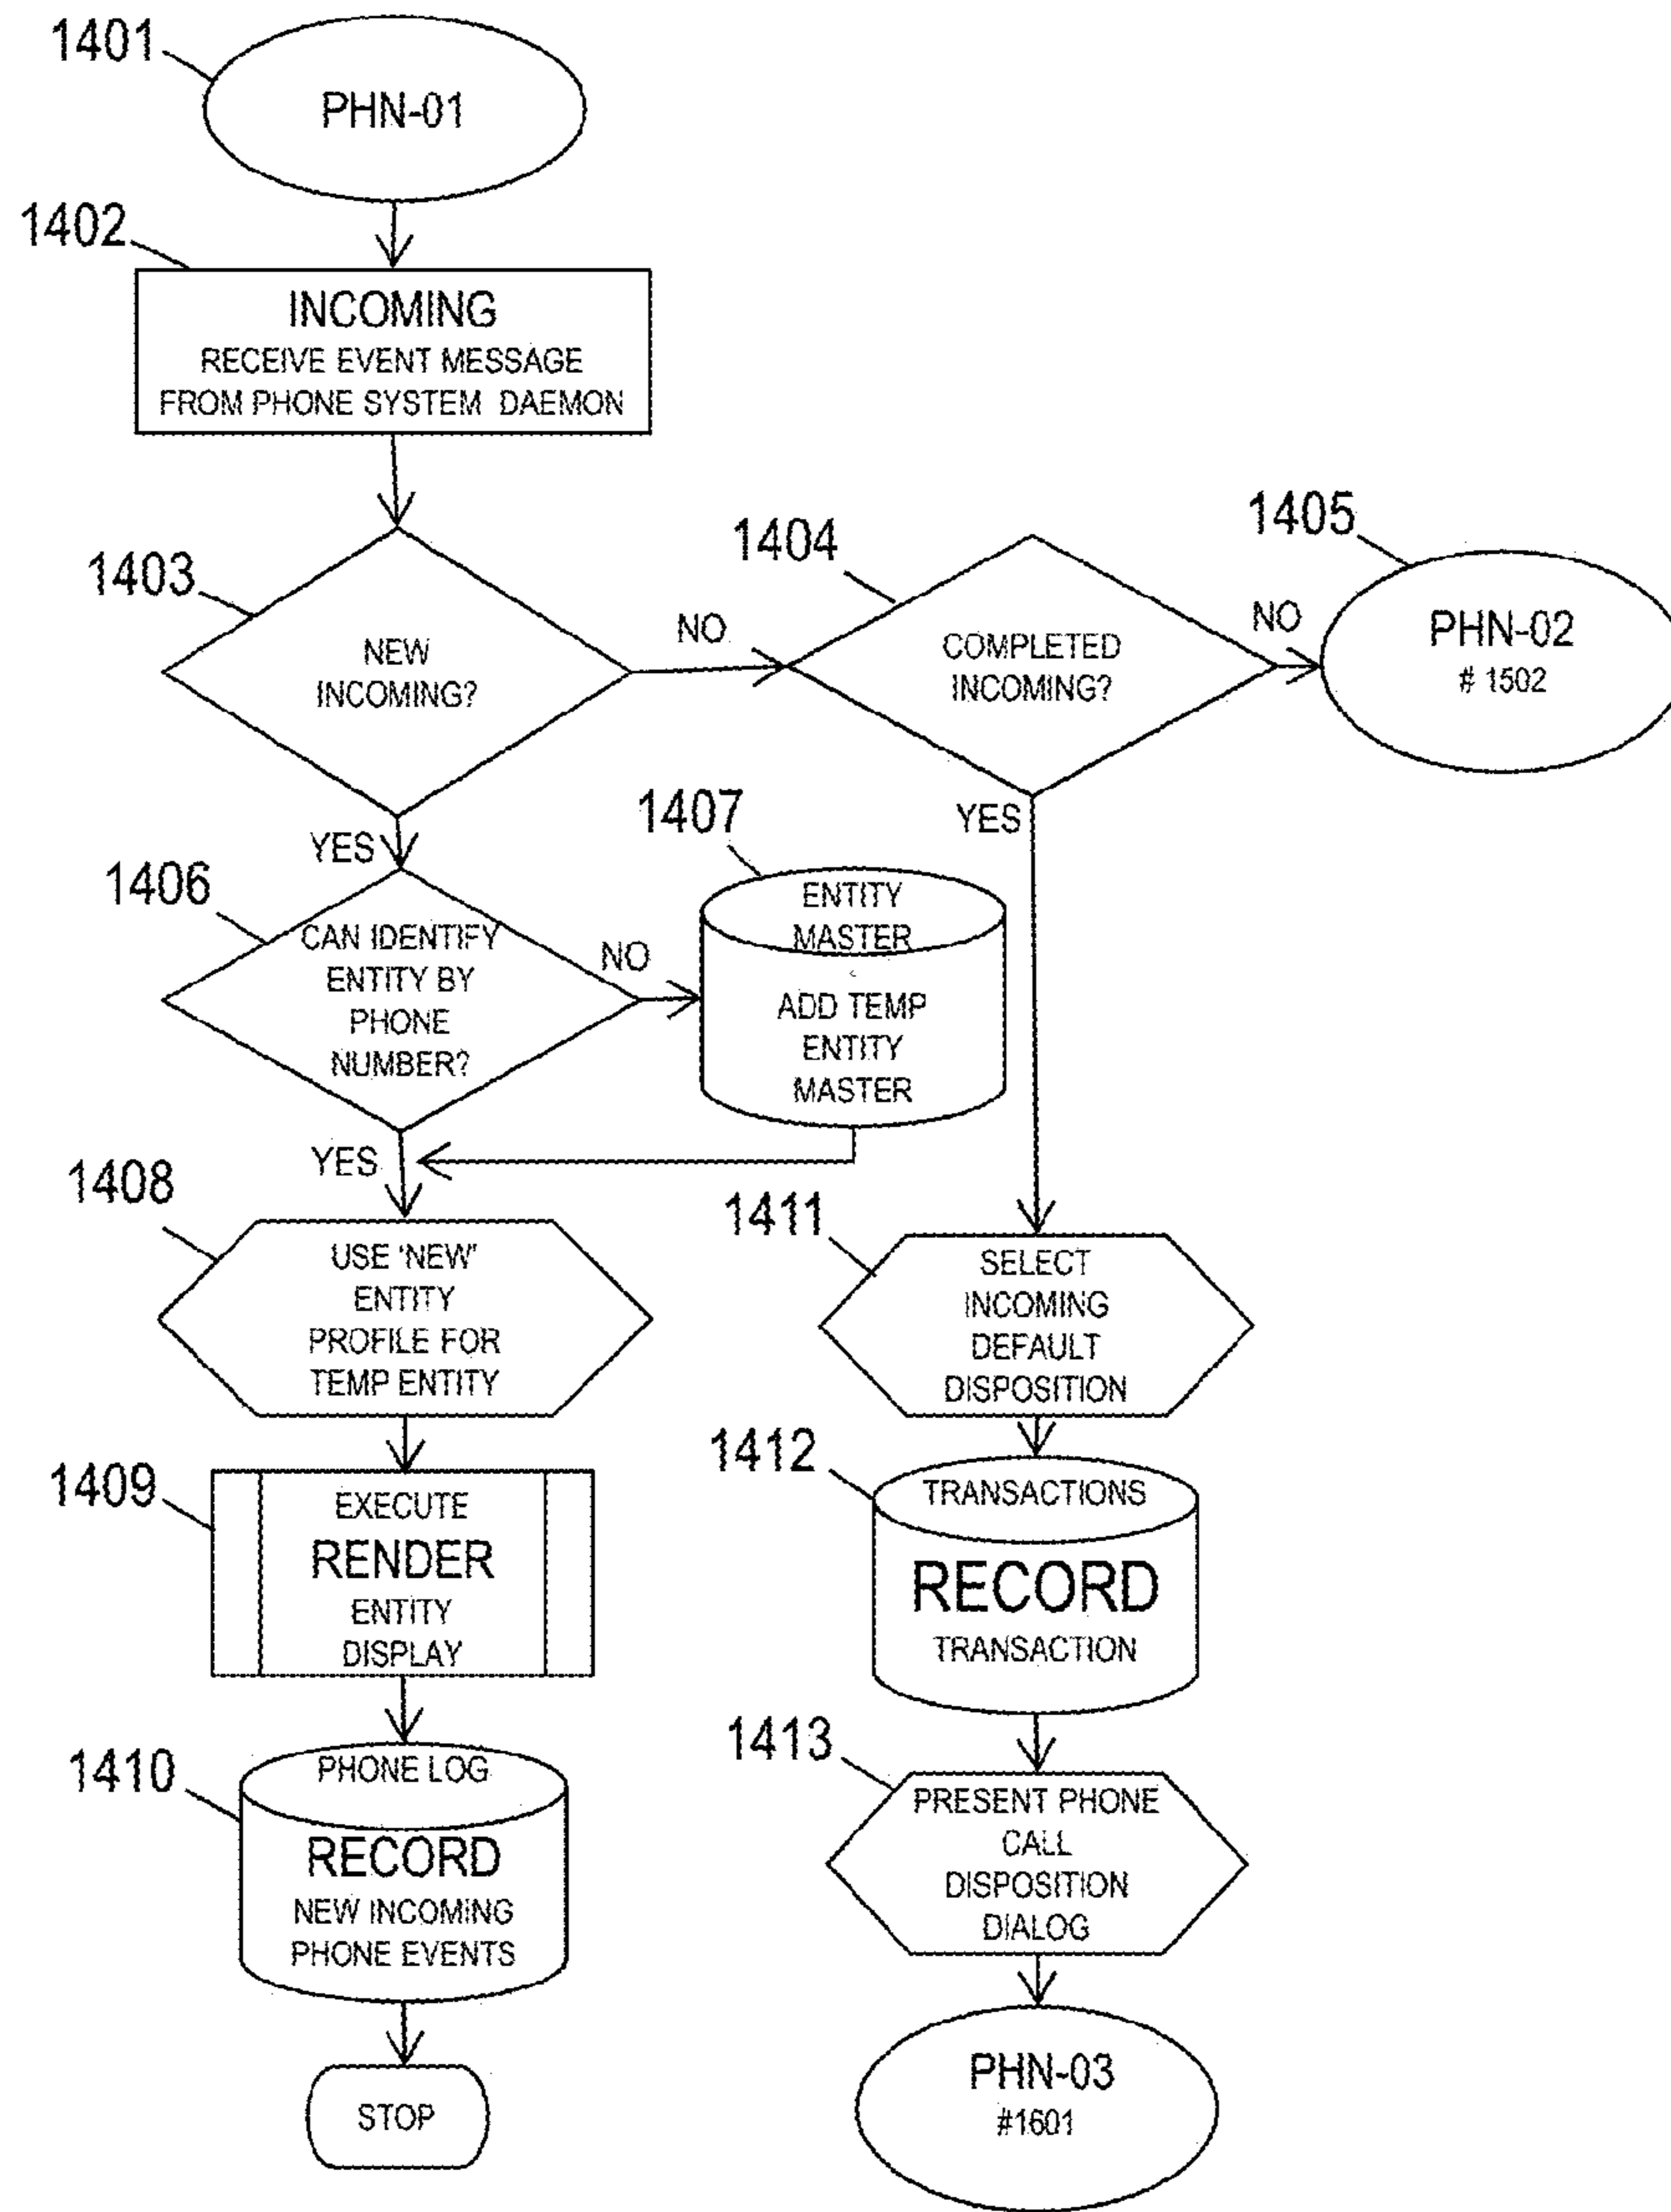 1401
PHN-01
1402
INCOMING
RECEIVE EVENT MESSAGE
FROM PHONE SYSTEM DAEMON
1403
NEW
INCOMING?
NO
1404
COMPLETED
INCOMING?
NO
1405
PHN-02
# 1502
YES
YES
1406
CAN IDENTIFY
ENTITY BY
PHONE
NUMBER?
NO
1407
ENTITY
MASTER
ADD TEMP
ENTITY
MASTER
YES
1408
USE 'NEW'
ENTITY
PROFILE FOR
TEMP ENTITY
1409
EXECUTE
RENDER
ENTITY
DISPLAY
1410
PHONE LOG
RECORD
NEW INCOMING
PHONE EVENTS
STOP
1411
SELECT
INCOMING
DEFAULT
DISPOSITION
1412
TRANSACTIONS
RECORD
TRANSACTION
1413
PRESENT PHONE
CALL
DISPOSITION
DIALOG
PHN-03
#1601